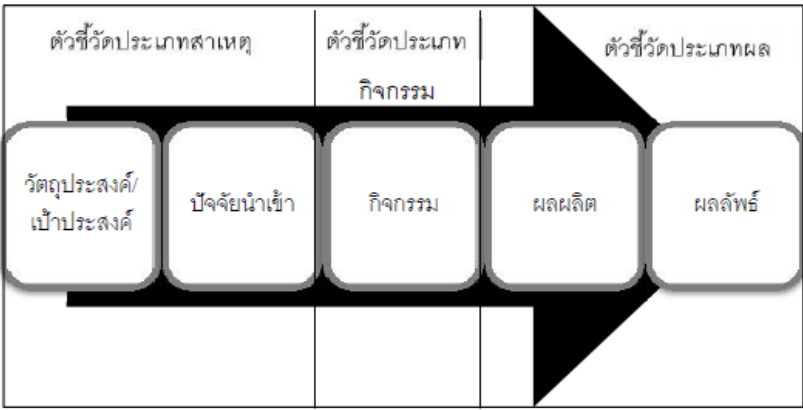 ตัวชี้วัดประเภทสาเหตุ
ตัวชี้วัดประเภท
กิจกรรม
ตัวชี้วัดประเภทผล
วัตถุประสงค์/
เป้าประสงค์
ปัจจัยนำเข้า
กิจกรรม
ผลผลิต
ผลลัพธ์